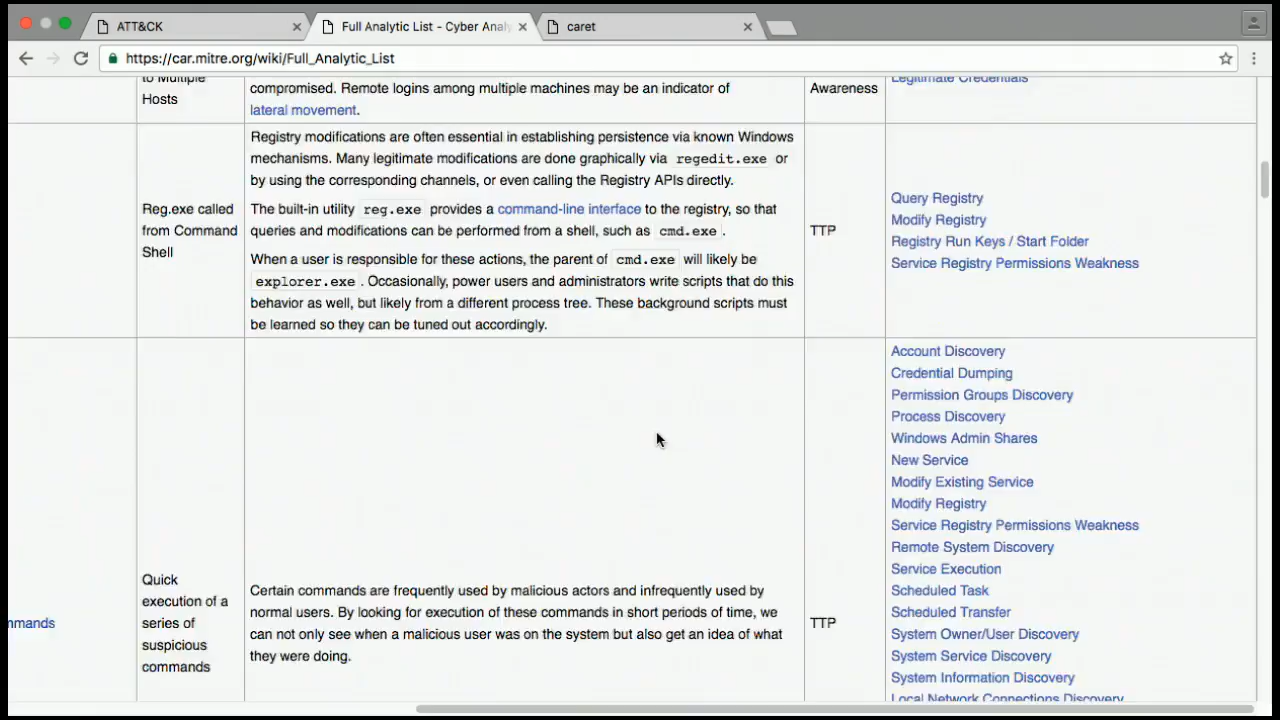 ATT&CK
Full Analytic List - Cyber Analy
caret
https://car.mitre.org/wiki/Full_Analytic_List
to Multiple
Hosts
compromised. Remote logins among multiple machines may be an indicator of
lateral movement.
Awareness
Legitimate Credentials
Reg.exe called
from Command
Shell
Registry modifications are often essential in establishing persistence via known Windows
mechanisms. Many legitimate modifications are done graphically via regedit.exe or
by using the corresponding channels, or even calling the Registry APIs directly.
The built-in utility reg.exe provides a command-line interface to the registry, so that
queries and modifications can be performed from a shell, such as cmd.exe.
When a user is responsible for these actions, the parent of cmd.exe will likely be
explorer.exe. Occasionally, power users and administrators write scripts that do this
behavior as well, but likely from a different process tree. These background scripts must
be learned so they can be tuned out accordingly.
TTP
Query Registry
Modify Registry
Registry Run Keys / Start Folder
Service Registry Permissions Weakness
mmands
Quick
execution of a
series of
suspicious
commands
Certain commands are frequently used by malicious actors and infrequently used by
normal users. By looking for execution of these commands in short periods of time, we
can not only see when a malicious user was on the system but also get an idea of what
they were doing.
TTP
Account Discovery
Credential Dumping
Permission Groups Discovery
Process Discovery
Windows Admin Shares
New Service
Modify Existing Service
Modify Registry
Service Registry Permissions Weakness
Remote System Discovery
Service Execution
Scheduled Task
Scheduled Transfer
System Owner/User Discovery
System Service Discovery
System Information Discovery
Local Network Connections Discovery